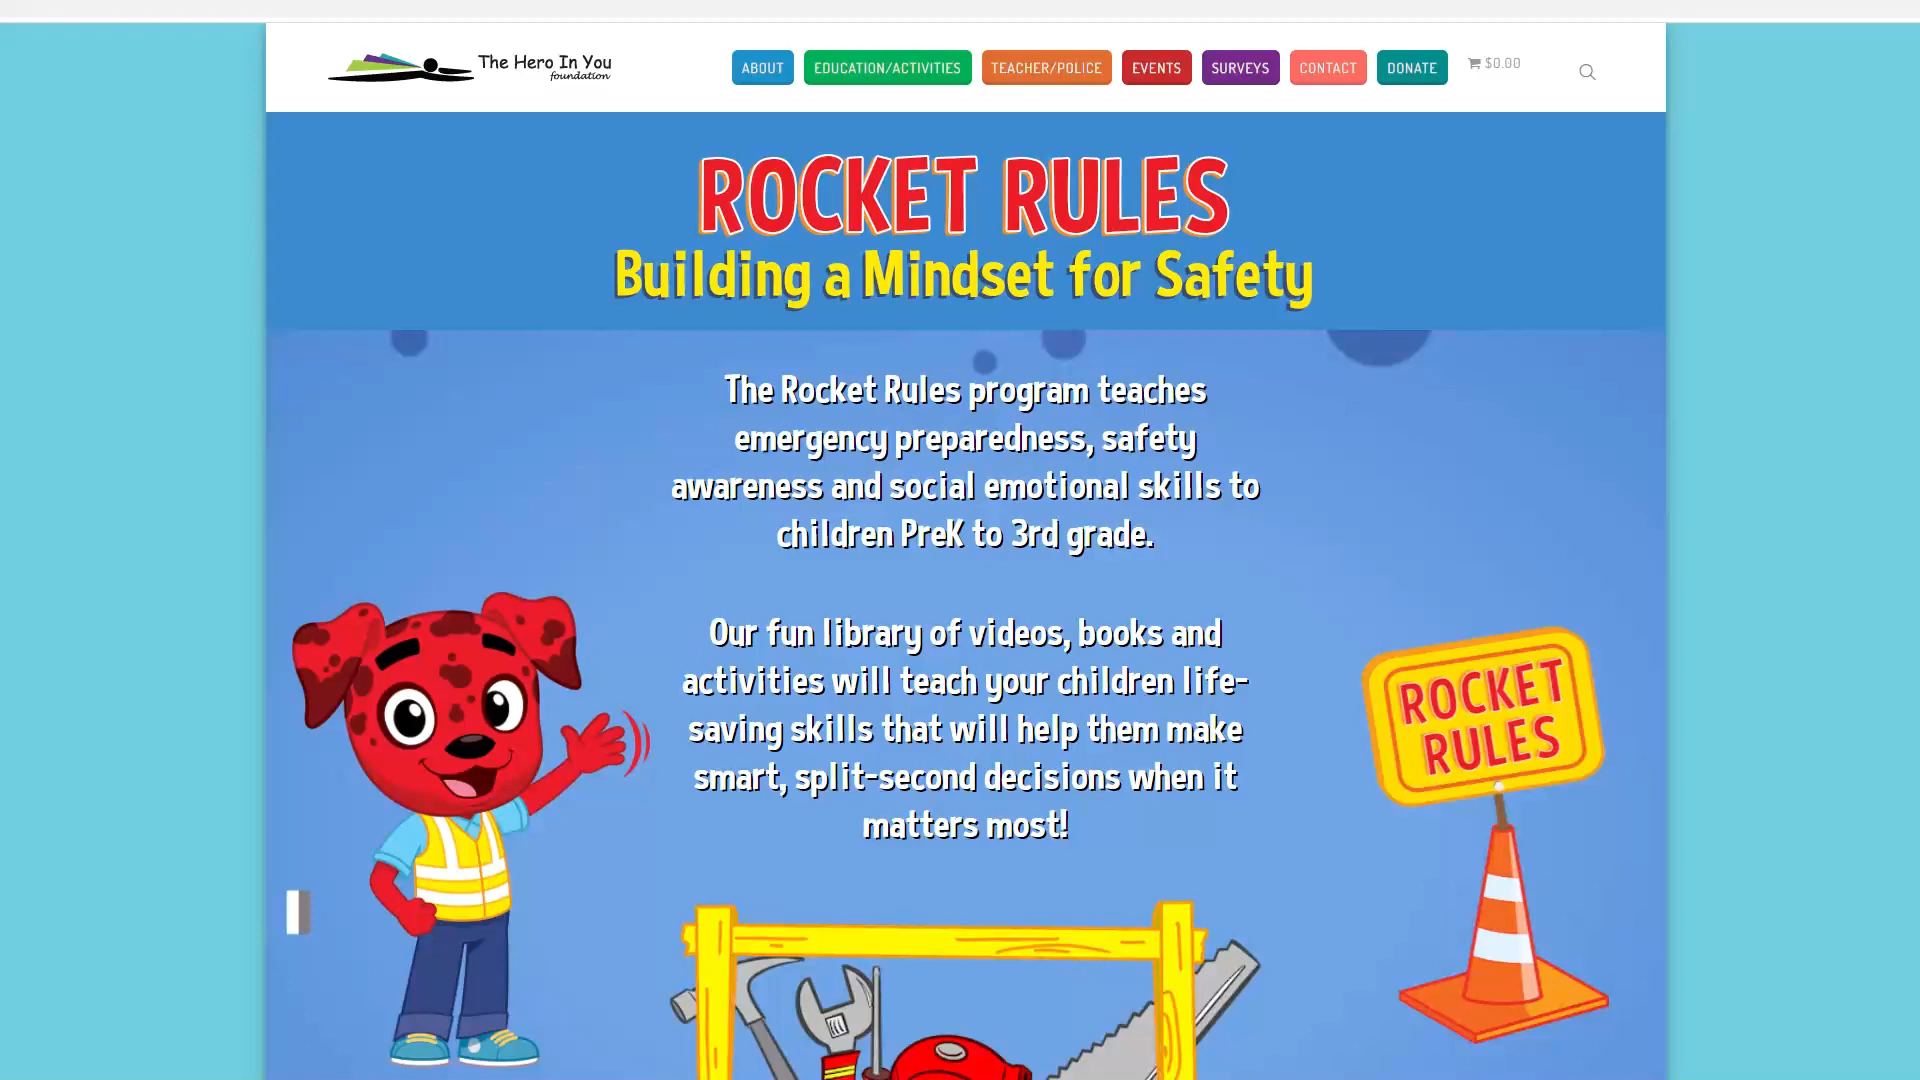 The Hero In You
foundation
ABOUT
EDUCATION/ACTIVITIES
TEACHER/POLICE
EVENTS
SURVEYS
CONTACT
DONATE
$0.00
ROCKET RULES
Building a Mindset for Safety
The Rocket Rules program teaches
emergency preparedness, safety
awareness and social emotional skills to
children PreK to 3rd grade.
Our fun library of videos, books and
activities will teach your children life-
saving skills that will help them make
smart, split-second decisions when it
matters most!
ROCKET
RULES